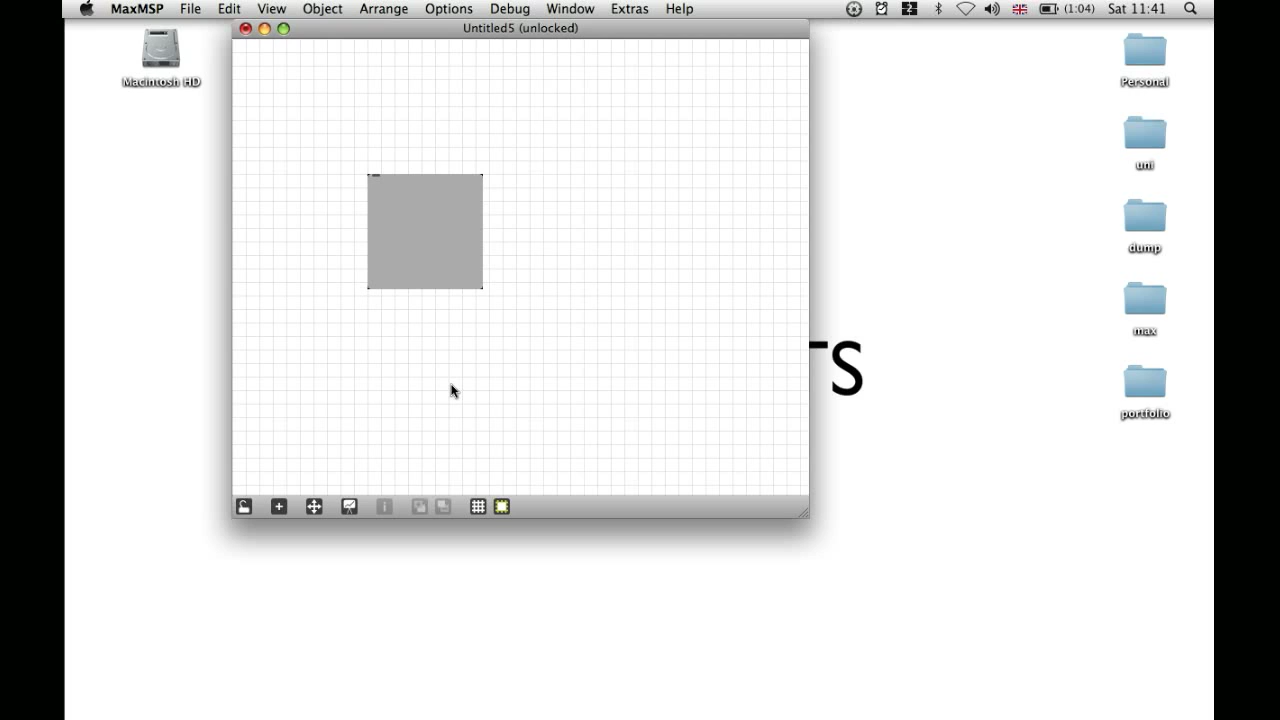 MaxMSP File Edit View Object Arrange Options Debug Window Extras Help (1:04) Sat 11:41
Untitled5 (unlocked)
Macintosh HD
Personal
uni
dump
max
portfolio
TS